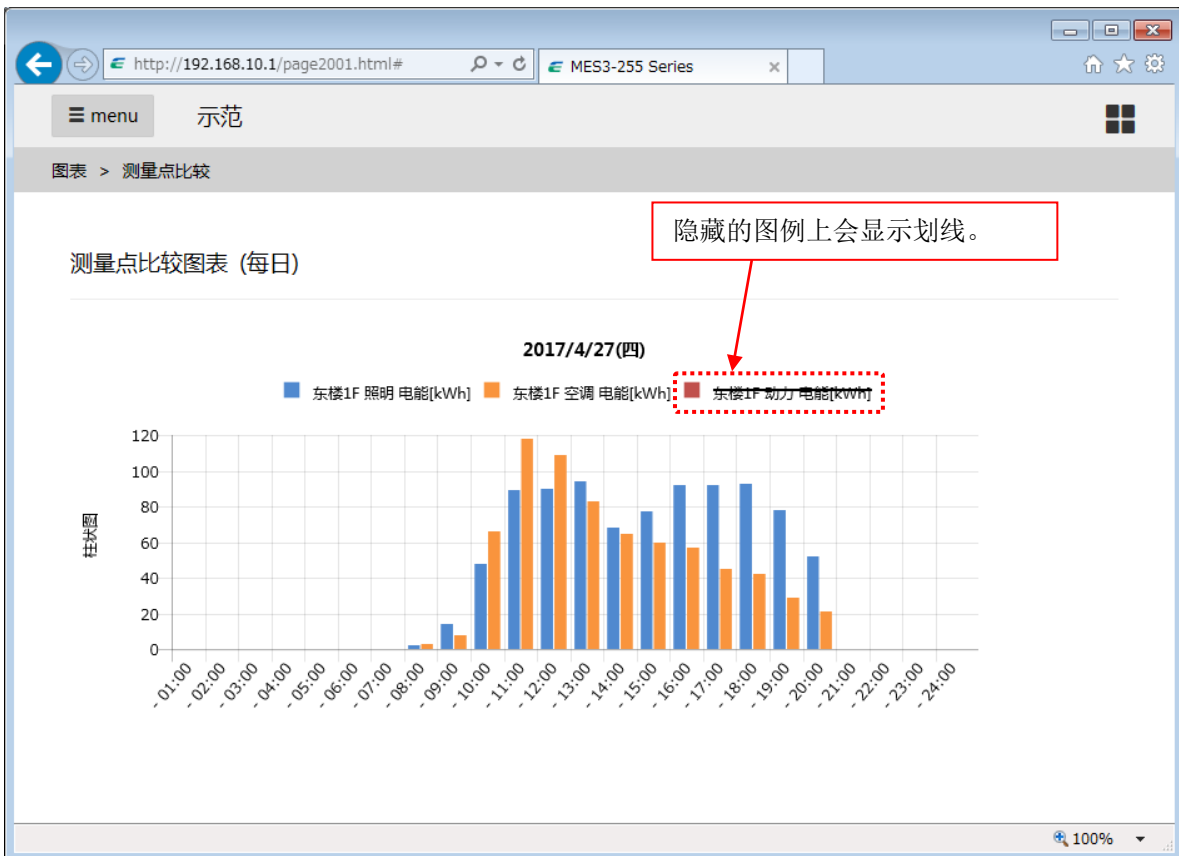 http://192.168.10.1/page2001.html#
MES3-255 Series
menu
示范
图表 > 测量点比较
隐藏的图例上会显示划线。
测量点比较图表 (每日)
2017/4/27(四)
东楼1F 照明 电能[kWh] 东楼1F 空调 电能[kWh] 东楼1F 动力 电能[kWh]
柱状图
120
100
80
60
40
20
0
- 01:00 - 02:00 - 03:00 - 04:00 - 05:00 - 06:00 - 07:00 - 08:00 - 09:00 - 10:00 - 11:00 - 12:00 - 13:00 - 14:00 - 15:00 - 16:00 - 17:00 - 18:00 - 19:00 - 20:00 - 21:00 - 22:00 - 23:00 - 24:00
100%